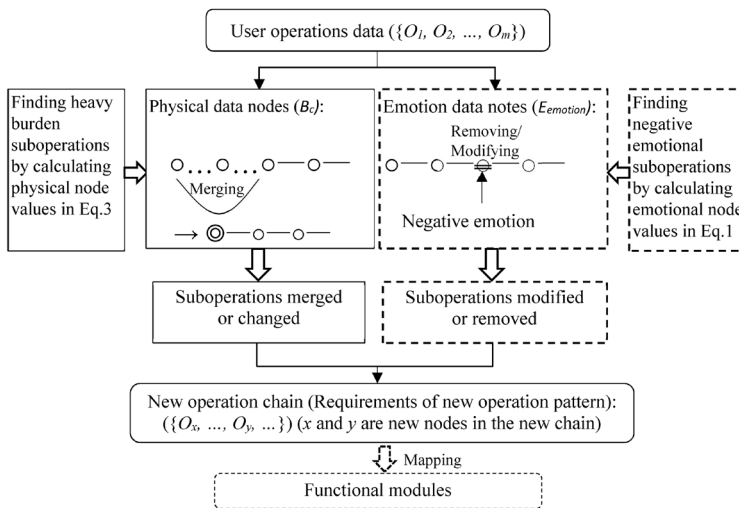 User operations data ({O1, O2, ..., Om})
Finding heavy
burden
suboperations
by calculating
physical node
values in Eq.3
Physical data nodes (Bc):
Merging
Emotion data notes (Eemotion):
Removing/
Modifying
Negative emotion
Finding
negative
emotional
suboperations
by calculating
emotional node
values in Eq.1
Suboperations merged
or changed
Suboperations modified
or removed
New operation chain (Requirements of new operation pattern):
({Ox, ..., Oy, ...}) (x and y are new nodes in the new chain)
Mapping
Functional modules